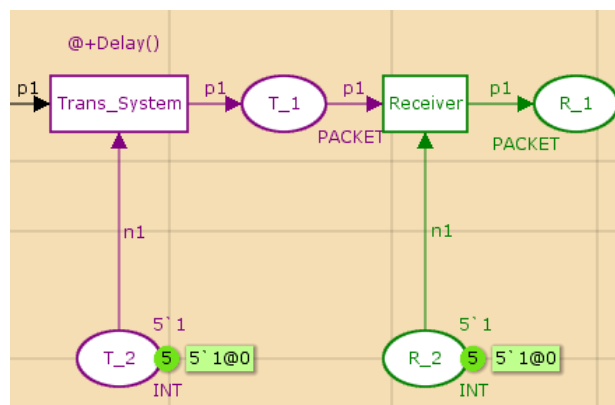 @+Delay()
p1
Trans_System
p1
T_1
p1
Receiver
p1
R_1
PACKET
PACKET
n1
n1
5`1
5`1
T_2
5
5`1@0
R_2
5
5`1@0
INT
INT